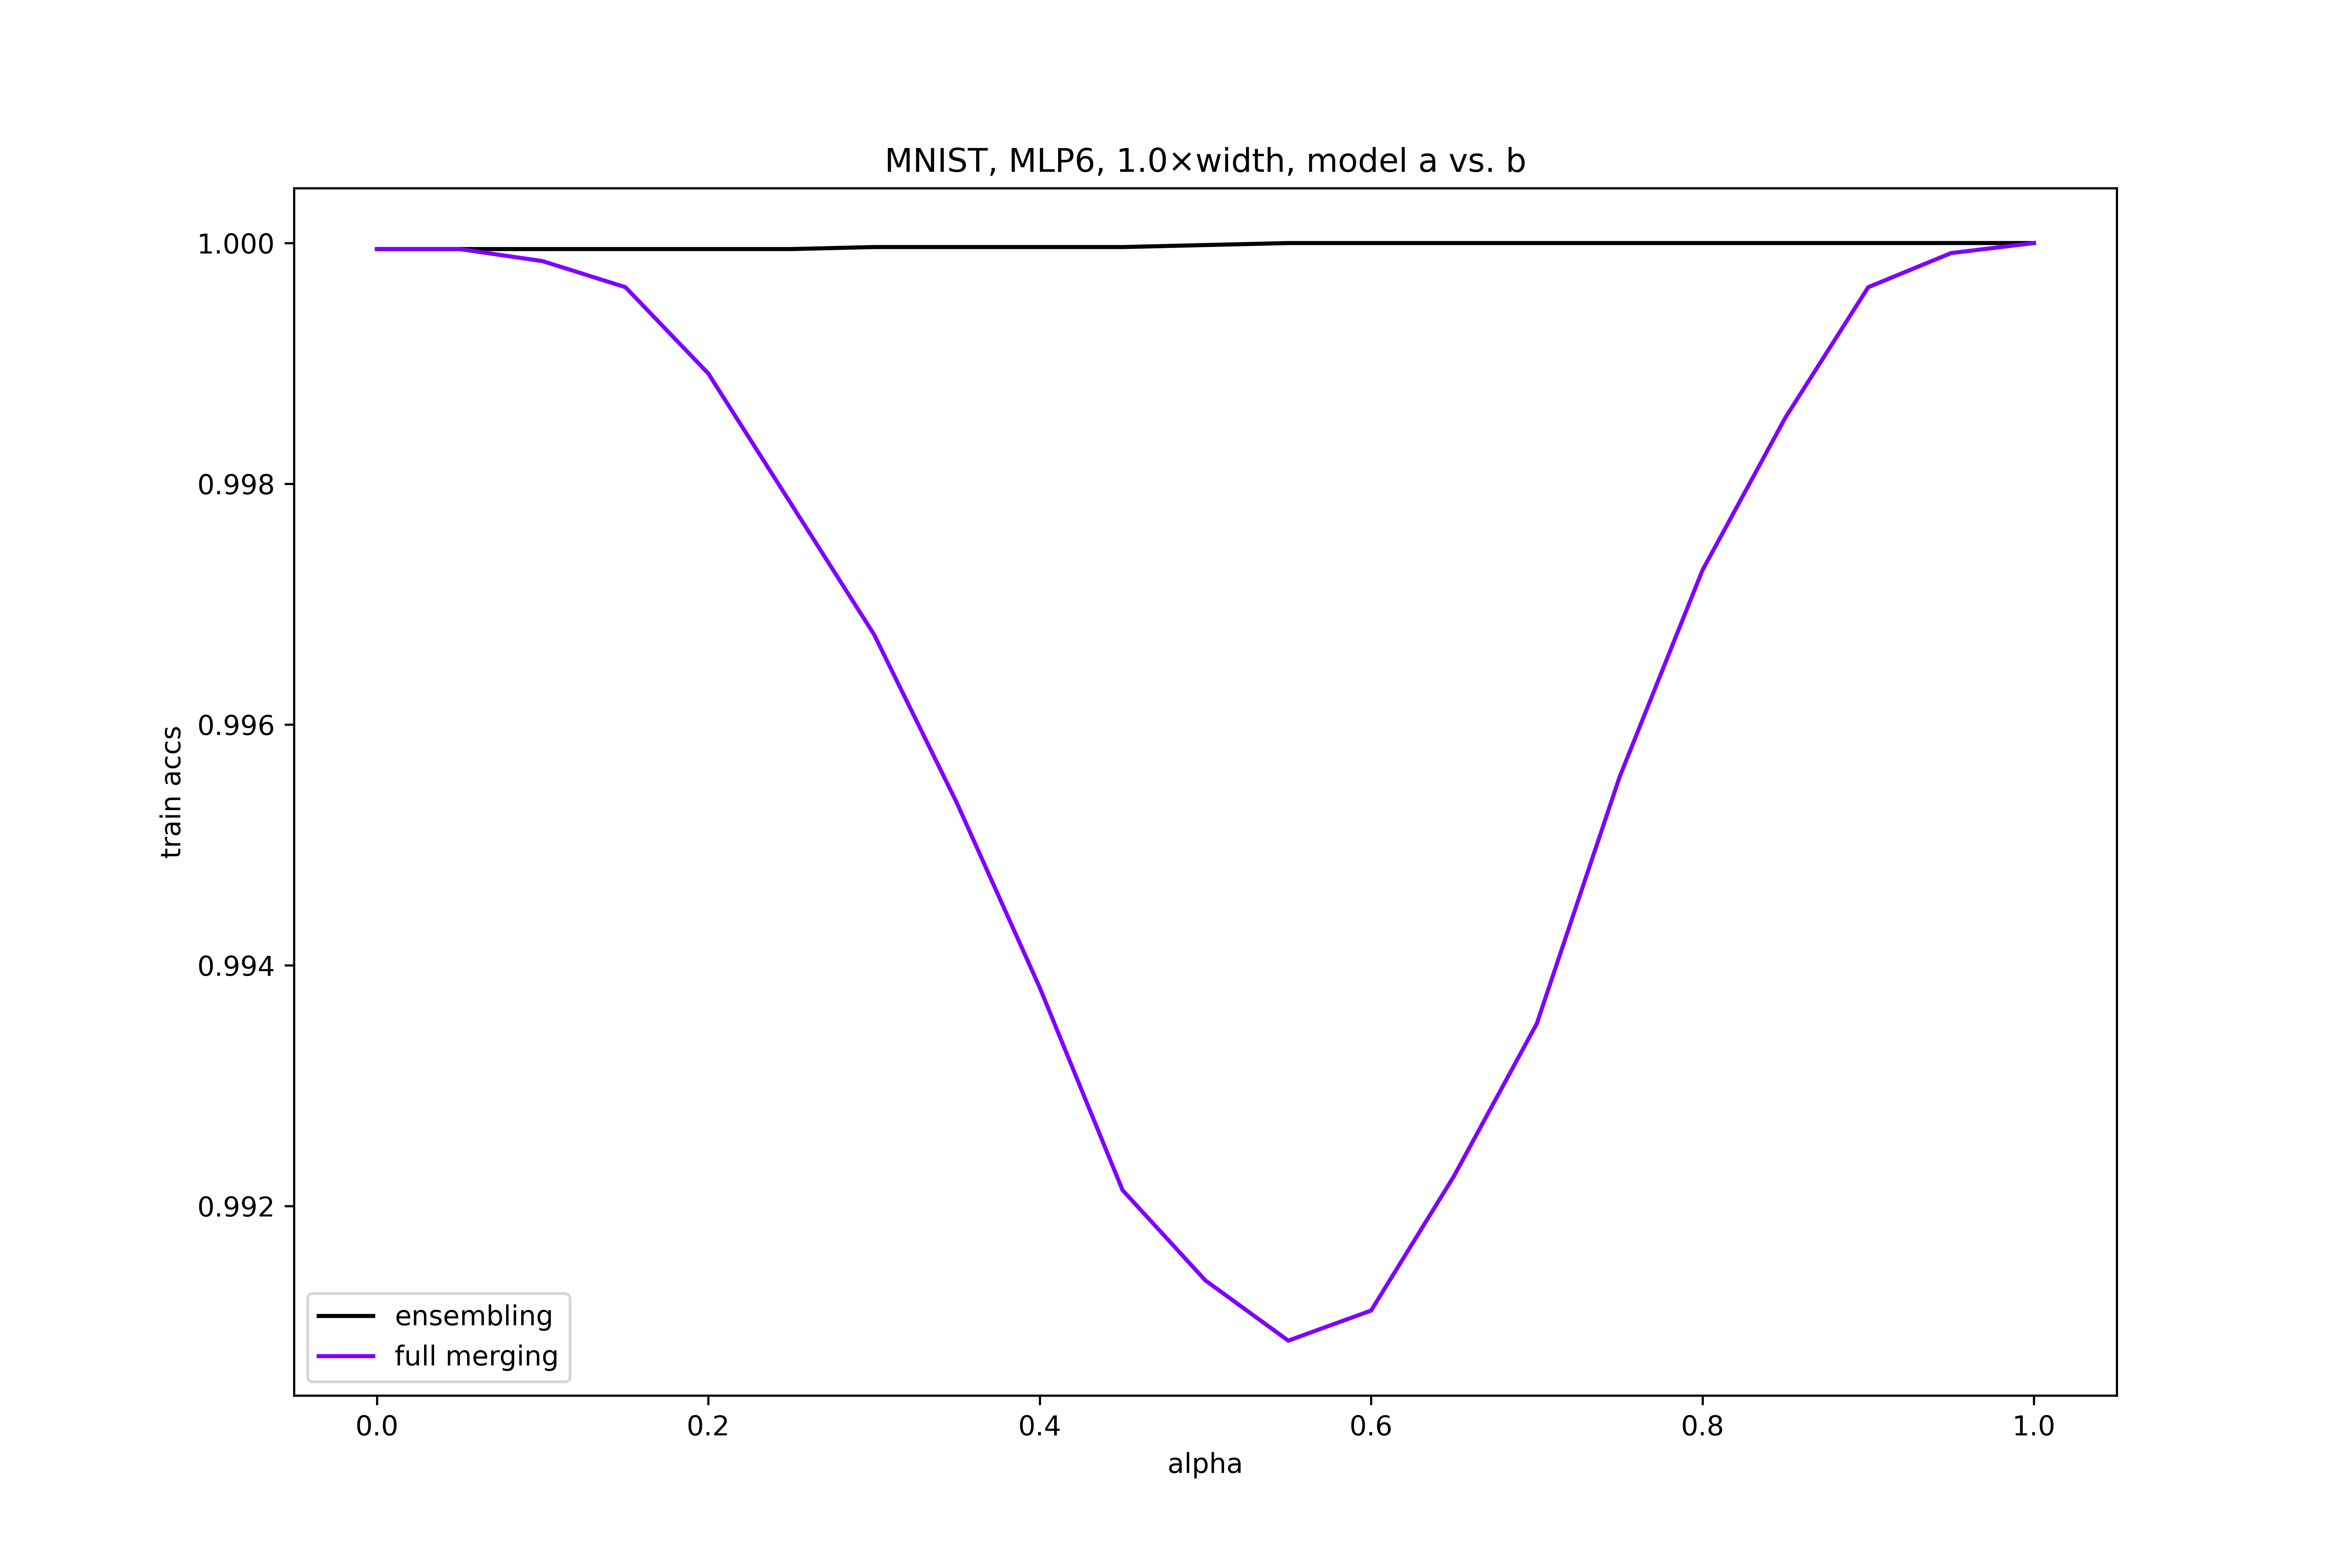 MNIST, MLP6, 1.0×width, model a vs. b
1.000
0.998
0.996
0.994
0.992
train accs
ensembling
full merging
0.0 0.2 0.4 0.6 0.8 1.0
alpha